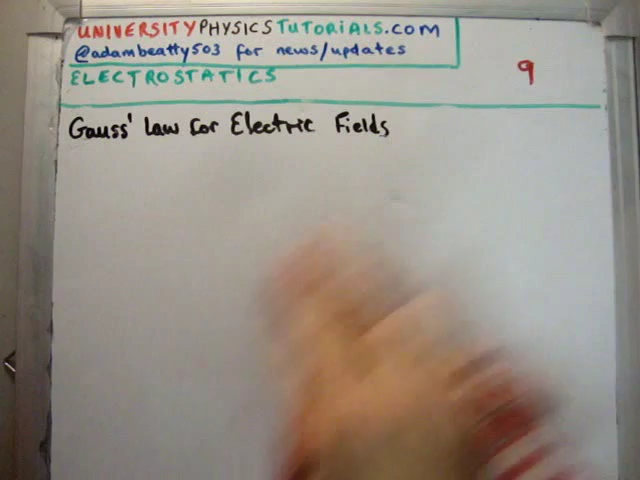 UNIVERSITYPHYSICSTUTORIALS.COM
@adambeatty503 for news/updates
ELECTROSTATICS
9
Gauss' Law for Electric Fields